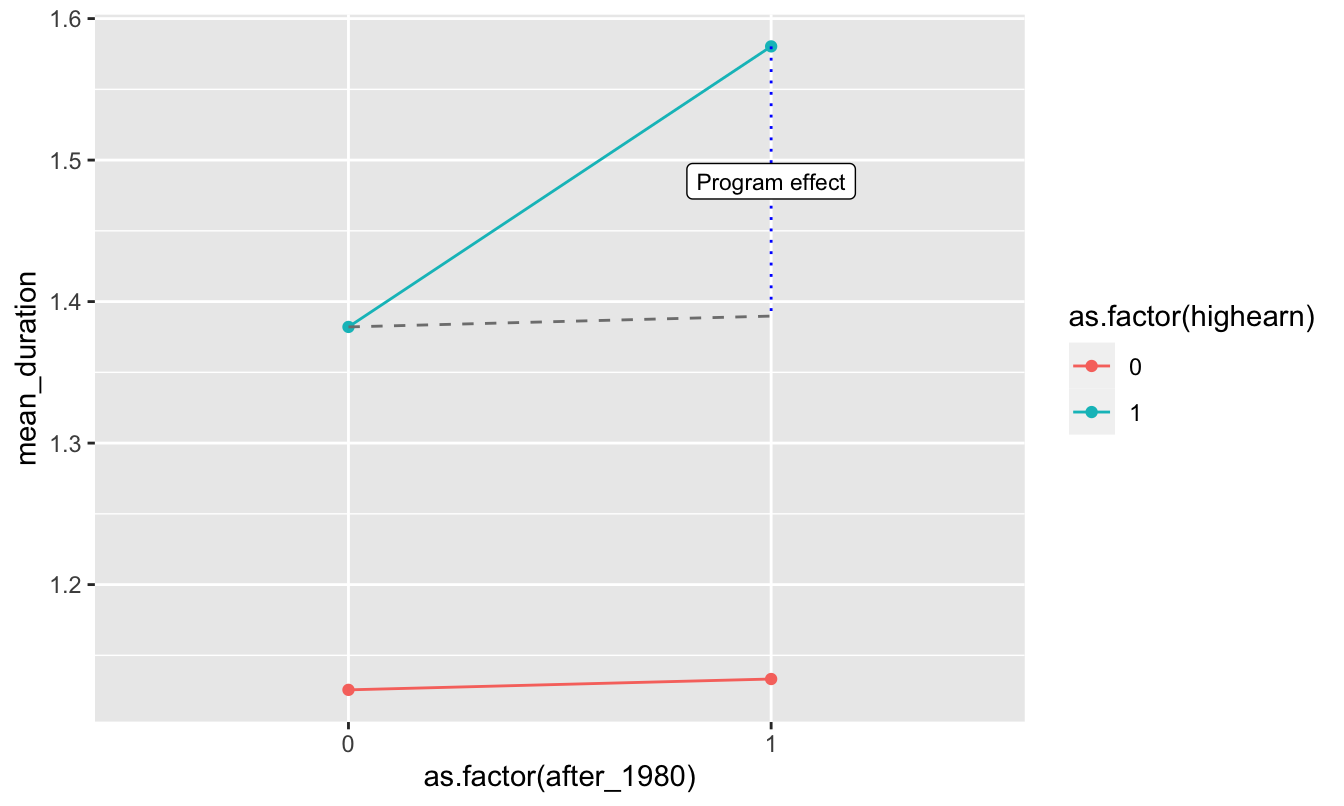 1.6
1.5
1.4
1.3
1.2
mean_duration
Program effect
0
1
as.factor(after_1980)
as.factor(highearn)
0
1